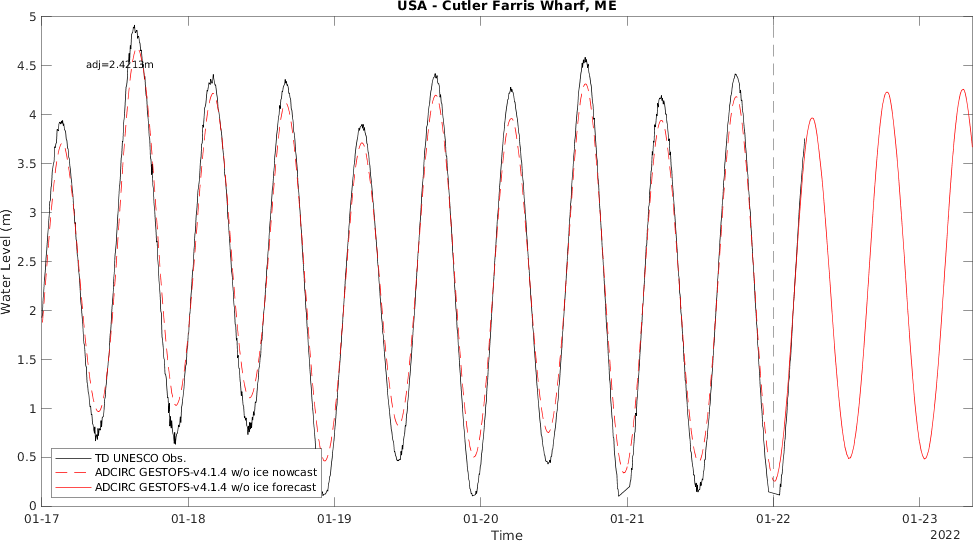 USA - Cutler Farris Wharf, ME
adj=2.4213m
Water Level (m)
5
4.5
4
3.5
3
2.5
2
1.5
1
0.5
0
TD UNESCO Obs.
ADCIRC GESTOFS-v4.1.4 w/o ice nowcast
ADCIRC GESTOFS-v4.1.4 w/o ice forecast
01-17 01-18 01-19 01-20 01-21 01-22 01-23
Time
2022